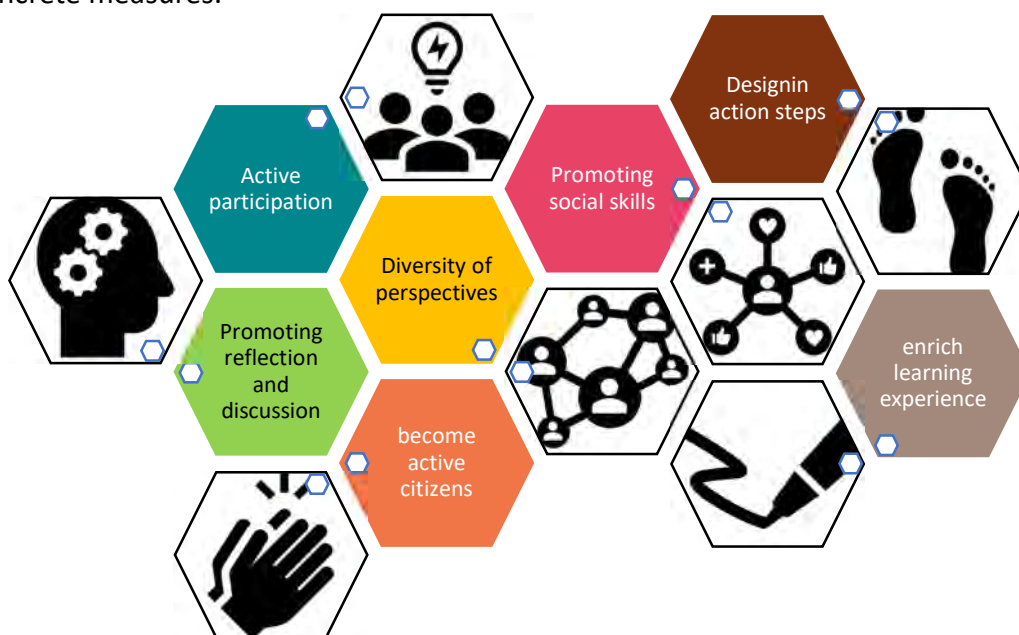 measures.
Designin
action steps
Active
participation
Promoting
social skills
Diversity of
perspectives
Promoting
reflection
and
discussion
enrich
learning
experience
become
active
citizens